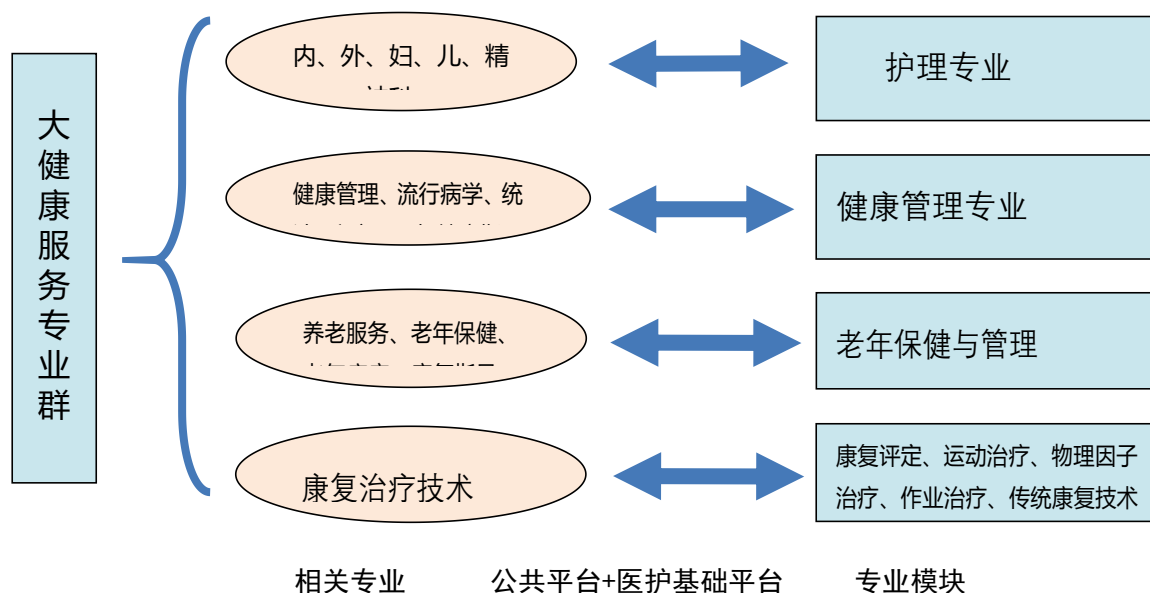 大健康服务专业群
内、外、妇、儿、精
护理专业
健康管理、流行病学、统
健康管理专业
养老服务、老年保健、
老年保健与管理
康复治疗技术
康复评定、运动治疗、物理因子
治疗、作业治疗、传统康复技术
相关专业 公共平台+医护基础平台 专业模块